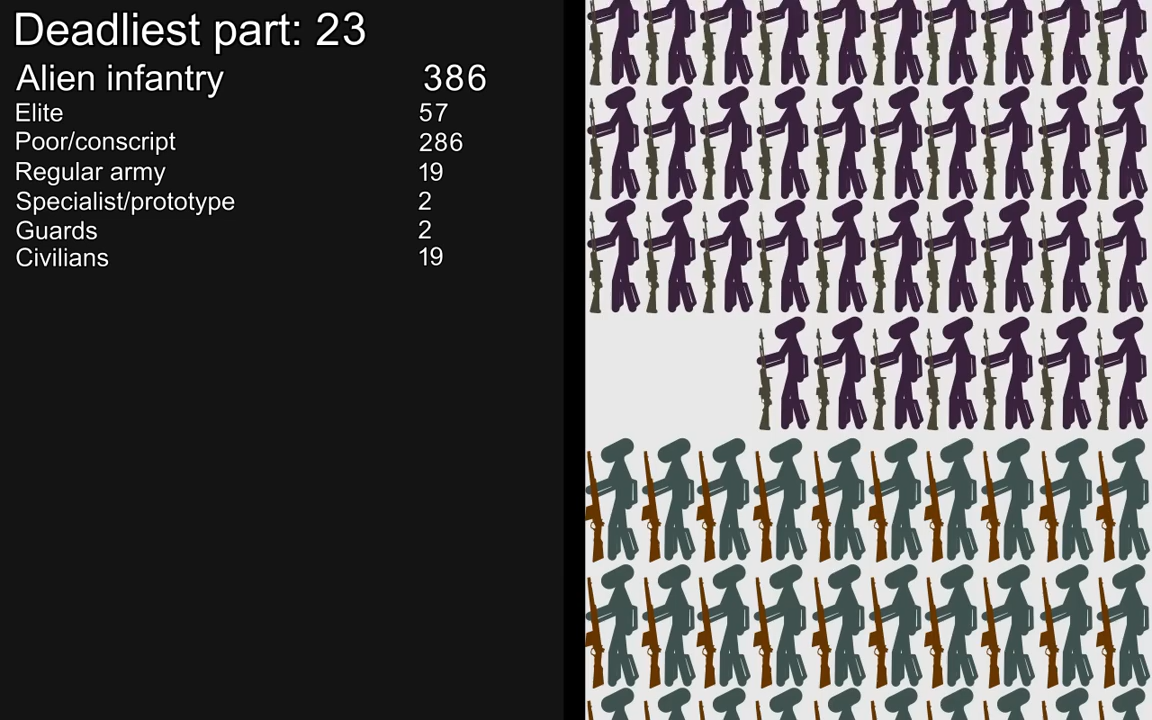 Deadliest part: 23
Alien infantry 386
Elite 57
Poor/conscript 286
Regular army 19
Specialist/prototype 2
Guards 2
Civilians 19